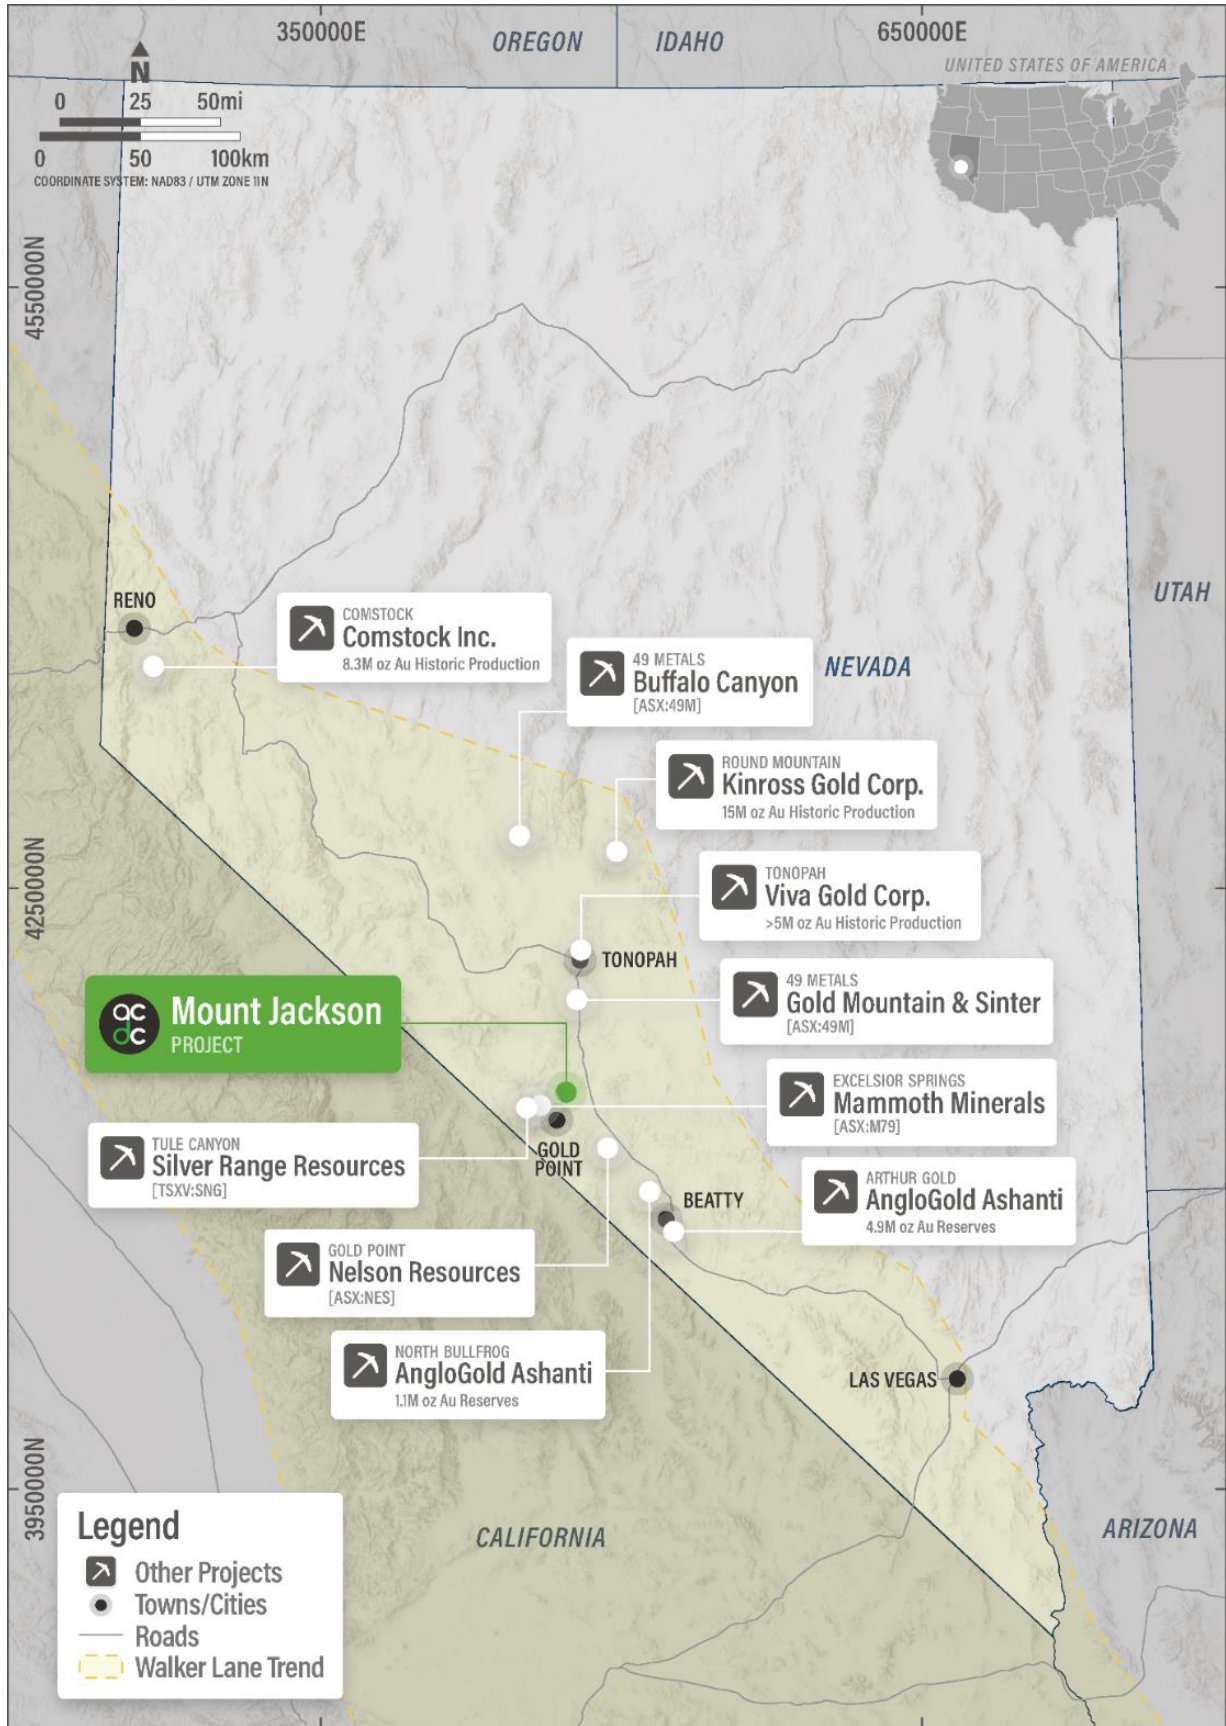 350000E
650000E
OREGON
IDAHO
UNITED STATES OF AMERICA
N
0 25 50mi
0 50 100km
COORDINATE SYSTEM: NAD83 / UTM ZONE 11N
4550000N
4250000N
3950000N
RENO
COMSTOCK
Comstock Inc.
8.3M oz Au Historic Production
UTAH
NEVADA
49 METALS
Buffalo Canyon
[ASX:49M]
ROUND MOUNTAIN
Kinross Gold Corp.
15M oz Au Historic Production
TONOPAH
Viva Gold Corp.
>5M oz Au Historic Production
TONOPAH
49 METALS
Gold Mountain & Sinter
[ASX:49M]
qc
dc
Mount Jackson
PROJECT
EXCELSIOR SPRINGS
Mammoth Minerals
[ASX:M79]
TULE CANYON
Silver Range Resources
[TSXV:SNG]
GOLD
POINT
BEATTY
ARTHUR GOLD
AngloGold Ashanti
4.9M oz Au Reserves
GOLD POINT
Nelson Resources
[ASX:NES]
NORTH BULLFROG
AngloGold Ashanti
1.1M oz Au Reserves
LAS VEGAS
CALIFORNIA
ARIZONA
Legend
Other Projects
Towns/Cities
Roads
Walker Lane Trend